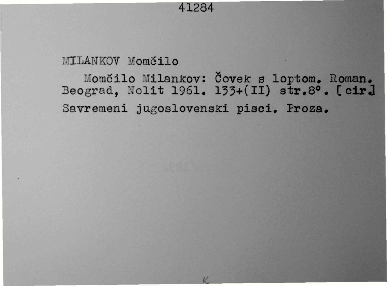 41284
MILANKOV Momčilo
Momčilo Milankov: Čovek s loptom. Roman.
Beograd, Nolit 1961. 133+(II) str.8°. [cir]
Savremeni jugoslovenski pisci. Proza.
K